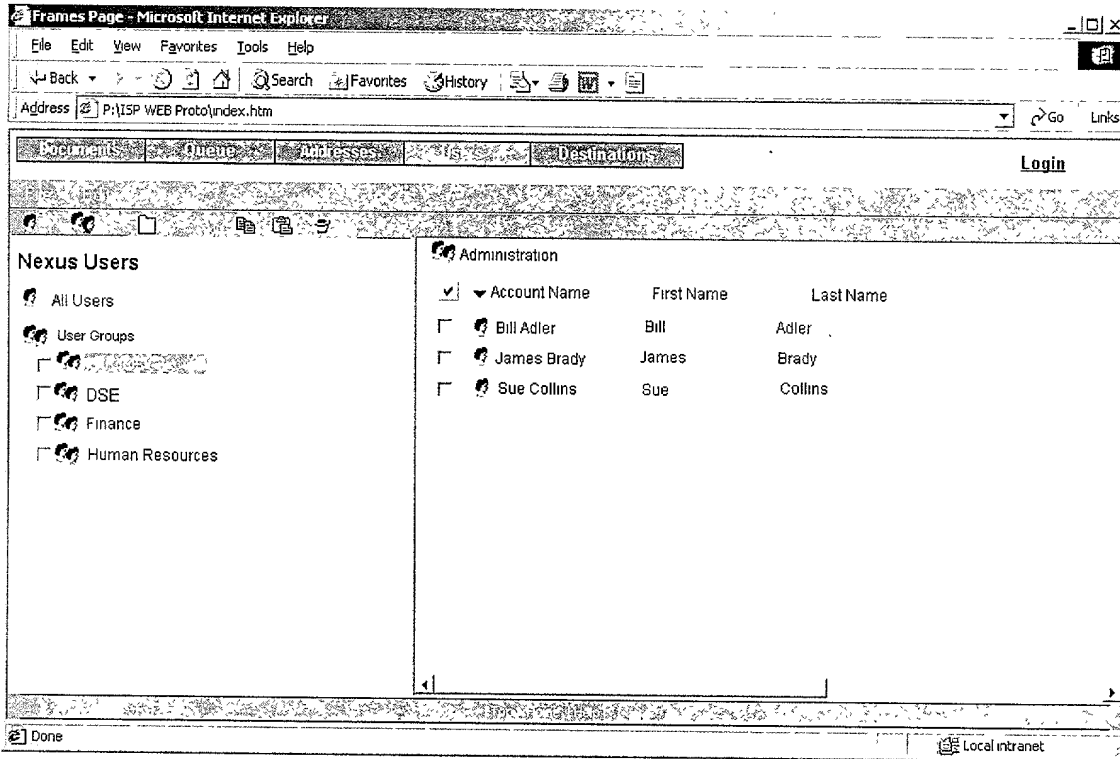 Frames Page - Microsoft Internet Explorer
File Edit View Favorites Tools Help
Back Search Favorites History
Address P:\ISP WEB Proto\index.htm Go Links
Documents Queue Addresses Users Destinations
Login
Nexus Users
All Users
User Groups
DSE
Finance
Human Resources
Administration
Account Name First Name Last Name
Bill Adler Bill Adler
James Brady James Brady
Sue Collins Sue Collins
Done Local intranet